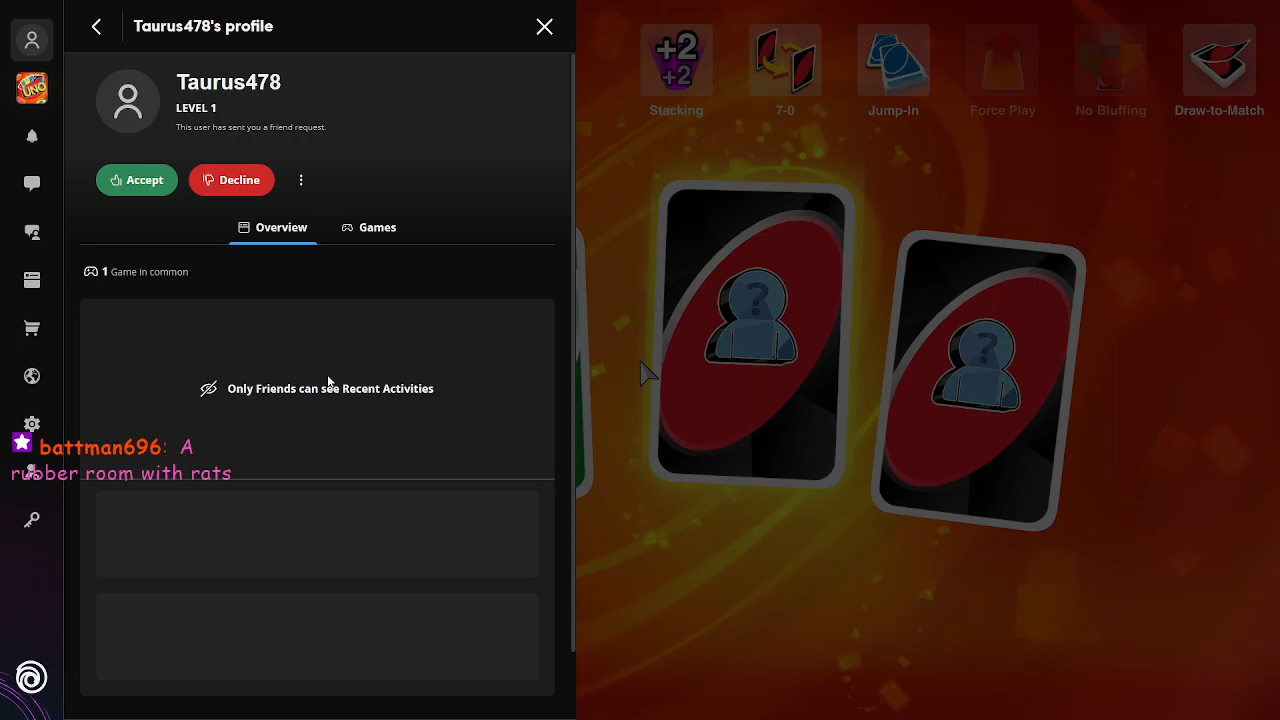 Taurus478's profile
Taurus478
LEVEL 1
This user has sent you a friend request.
Accept
Decline
Overview
Games
1 Game in common
Only Friends can see Recent Activities
battman696: A
rubber room with rats
UNO
+2
+2
Stacking
7-0
Jump-In
Force Play
No Bluffing
Draw-to-Match
?
?